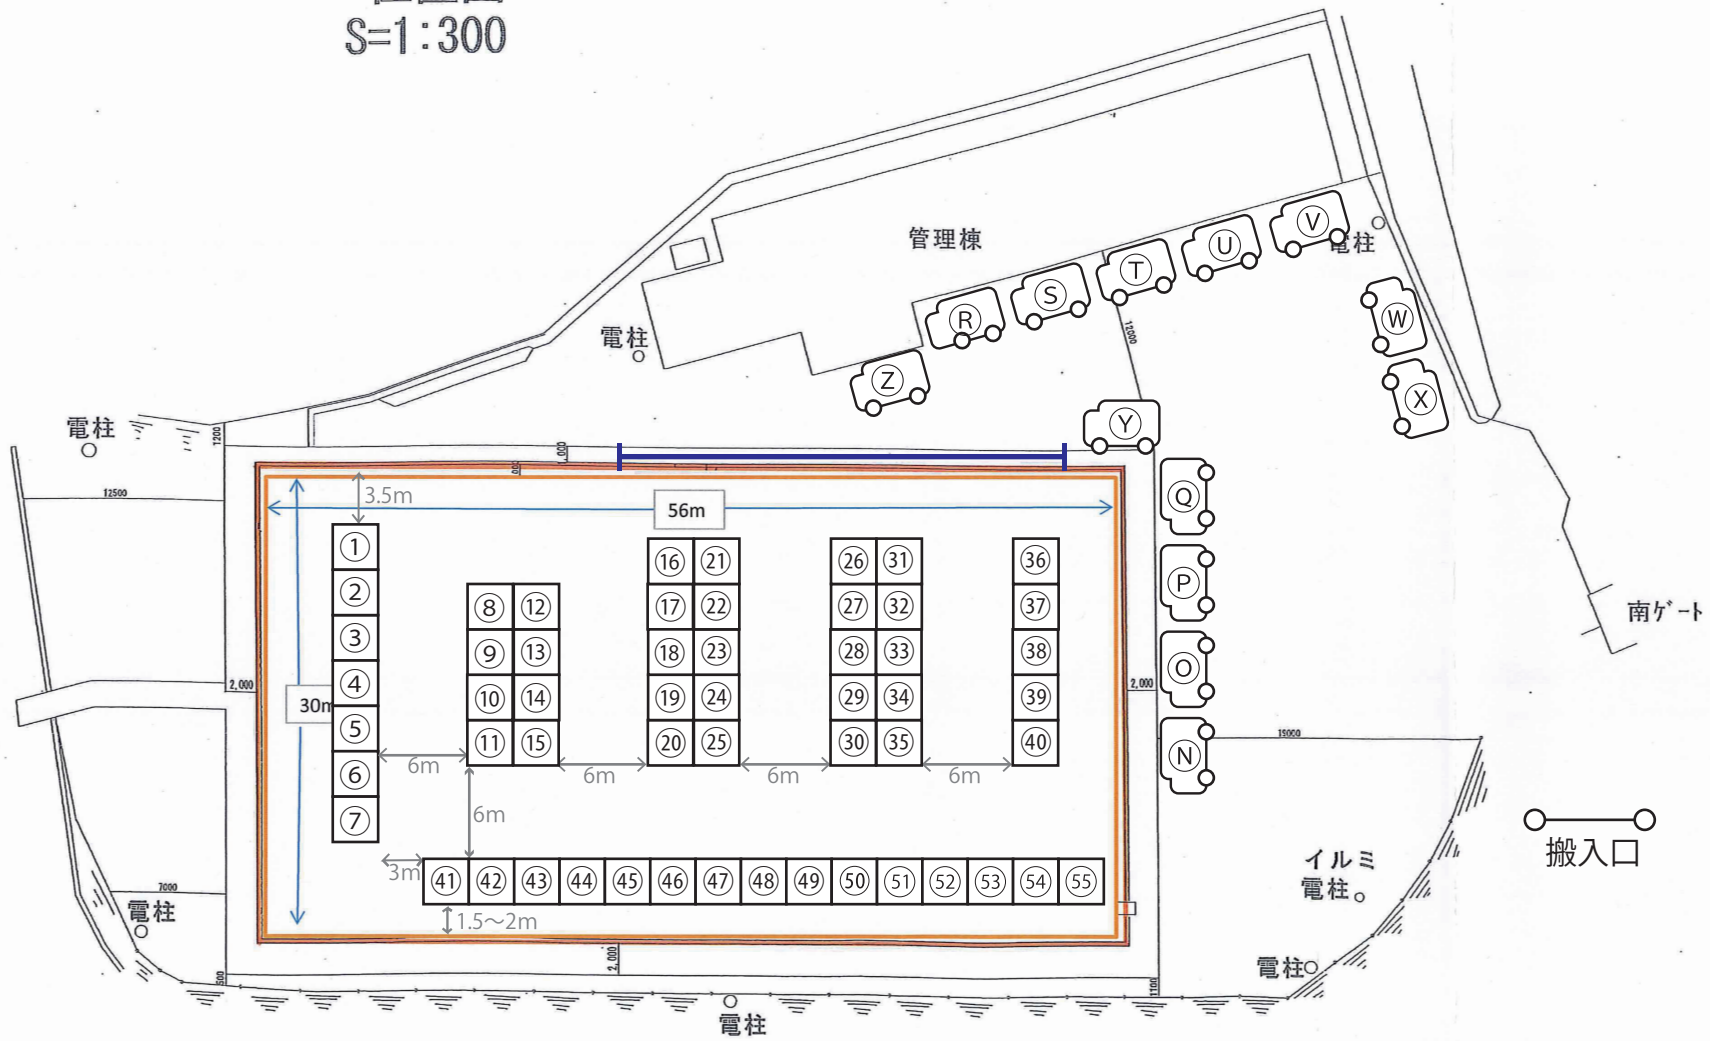 S=1:300
管理棟
Ⓥ
電柱
Ⓤ
Ⓣ
Ⓢ
Ⓡ
12000
Ⓦ
電柱
Ⓩ
Ⓧ
Ⓨ
電柱
1200
12500
3.5m
56m
Ⓠ
Ⓟ
Ⓞ
Ⓝ
南ｹﾞｰﾄ
① ② ③ ④ ⑤ ⑥ ⑦
⑧ ⑨ ⑩ ⑪
⑫ ⑬ ⑭ ⑮
⑯ ⑰ ⑱ ⑲ ⑳
㉑ ㉒ ㉓ ㉔ ㉕
㉖ ㉗ ㉘ ㉙ ㉚
㉛ ㉜ ㉝ ㉞ ㉟
㊱ ㊲ ㊳ ㊴ ㊵
2,000
30m
2,000
19000
6m
6m
6m
6m
6m
3m
㊶ ㊷ ㊸ ㊹ ㊺ ㊻ ㊼ ㊽ ㊾ ㊿ 51 52 53 54 55
1.5〜2m
7000
電柱
2,000
1100
電柱
イルミ
電柱
電柱
搬入口